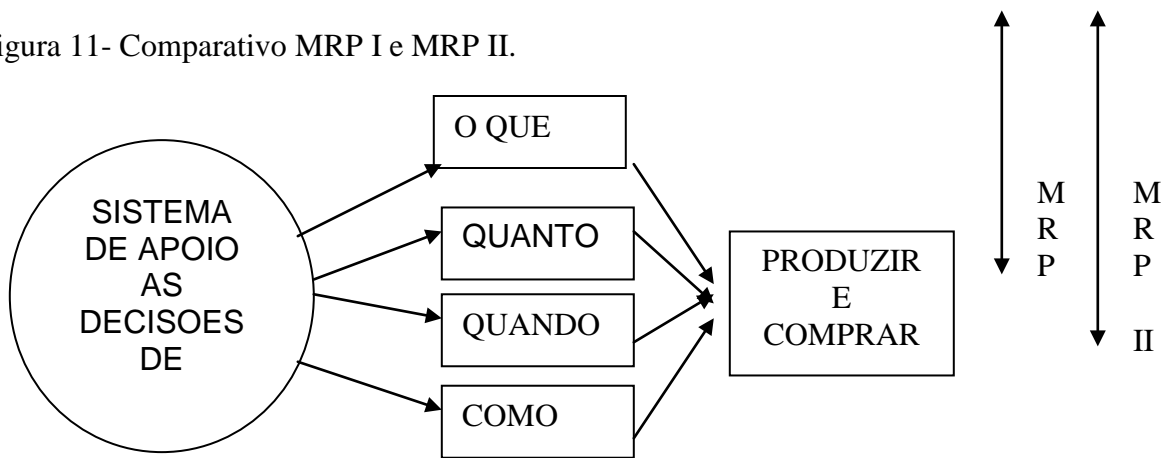 igura 11- Comparativo MRP I e MRP II.
O QUE
SISTEMA
DE APOIO
AS
DECISOES
DE
QUANTO
QUANDO
COMO
PRODUZIR
E
COMPRAR
M
R
P
M
R
P
II